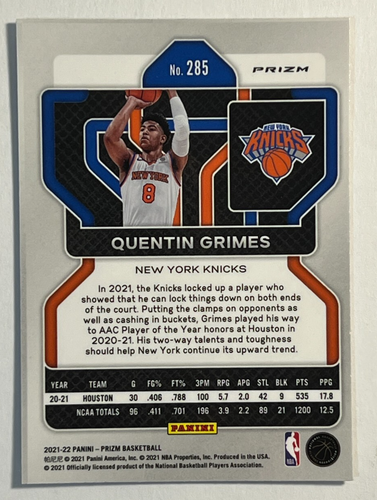 No. 285
PRIZM
NEW YORK
KNICKS
NEW YORK
8
QUENTIN GRIMES
NEW YORK KNICKS
In 2021, the Knicks locked up a player who
showed that he can lock things down on both ends
of the court. Putting the clamps on opponents as
well as cashing in buckets, Grimes played his way
to AAC Player of the Year honors at Houston in
2020-21. His two-way talents and toughness
should help New York continue its upward trend.
YEAR TEAM G FG% FT% 3PM RPG APG STL BLK PTS PPG
20-21 HOUSTON 30 .406 .788 100 5.7 2.0 42 9 535 17.8
NCAA TOTALS 96 .411 .701 196 3.9 2.2 89 21 1200 12.5
PANINI
2021-22 PANINI – PRIZM BASKETBALL
帕尼尼 © 2021 Panini America, Inc. © 2021 NBA Properties, Inc. Produced in the USA.
© 2021 Officially licensed product of the National Basketball Players Association.